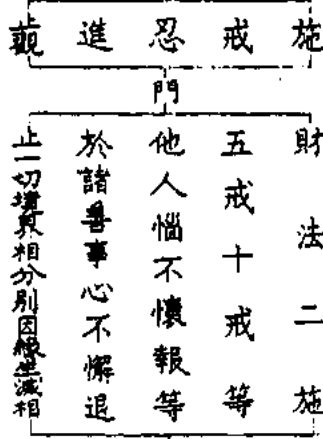 施
戒
忍
進
止觀
門
財法二施
五戒十戒等
他人惱不懷報等
於諸善事心不懈退
止一切境界相分別因緣生滅相